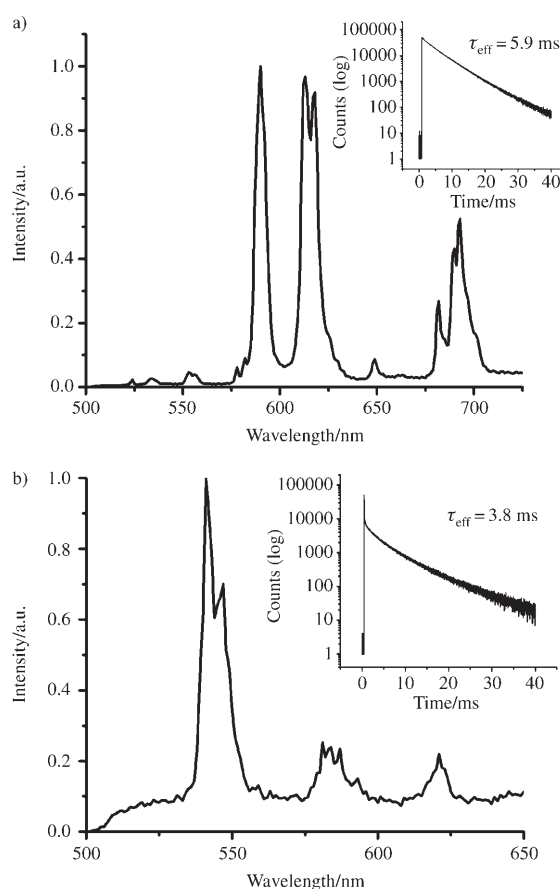 a)
τeff = 5.9 ms
100000
10000
1000
100
10
1
Counts (log)
0 10 20 30 40
Time/ms
1.0
0.8
0.6
0.4
0.2
0.0
Intensity/a.u.
500 550 600 650 700
Wavelength/nm
b)
τeff = 3.8 ms
100000
10000
1000
100
10
1
Counts (log)
0 10 20 30 40
Time/ms
1.0
0.8
0.6
0.4
0.2
0.0
Intensity/a.u.
500 550 600 650
Wavelength/nm